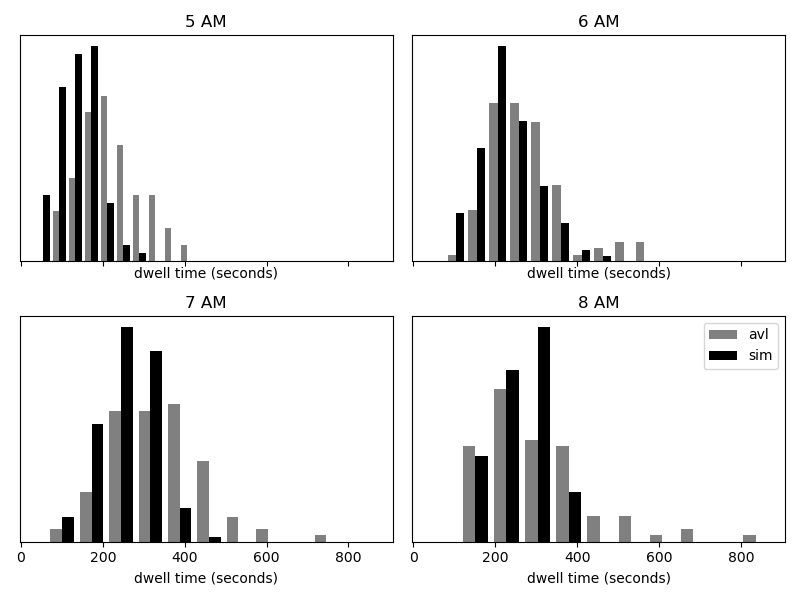 5 AM
6 AM
dwell time (seconds)
dwell time (seconds)
7 AM
8 AM
avl
sim
0 200 400 600 800
0 200 400 600 800
dwell time (seconds)
dwell time (seconds)